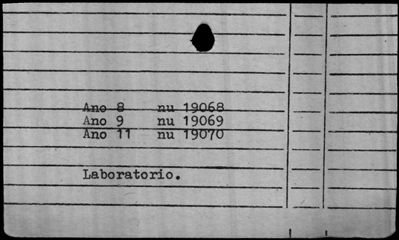 Ano 8 nu 19068
Ano 9 nu 19069
Ano 11 nu 19070
Laboratorio.